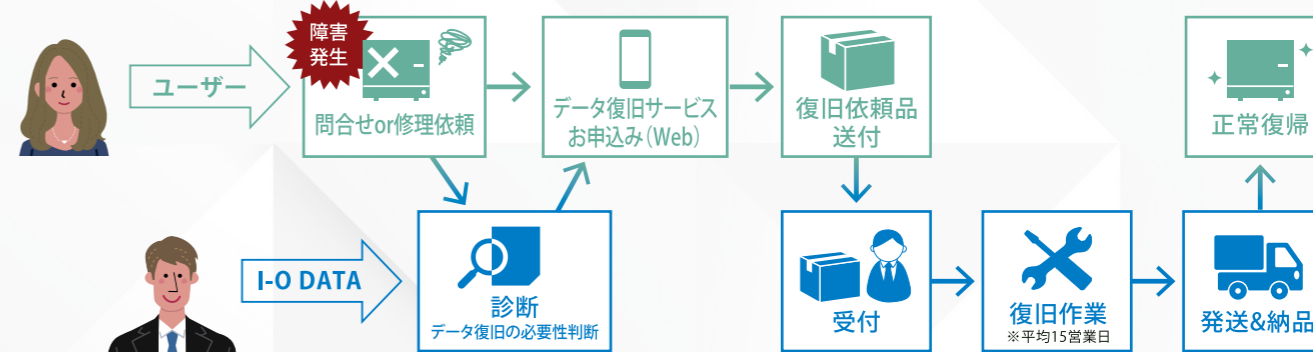 障害
発生
ユーザー
問合せor修理依頼
データ復旧サービス
お申込み（Web）
復旧依頼品
送付
正常復帰
I-O DATA
診断
データ復旧の必要性判断
受付
復旧作業
※平均15営業日
発送&納品